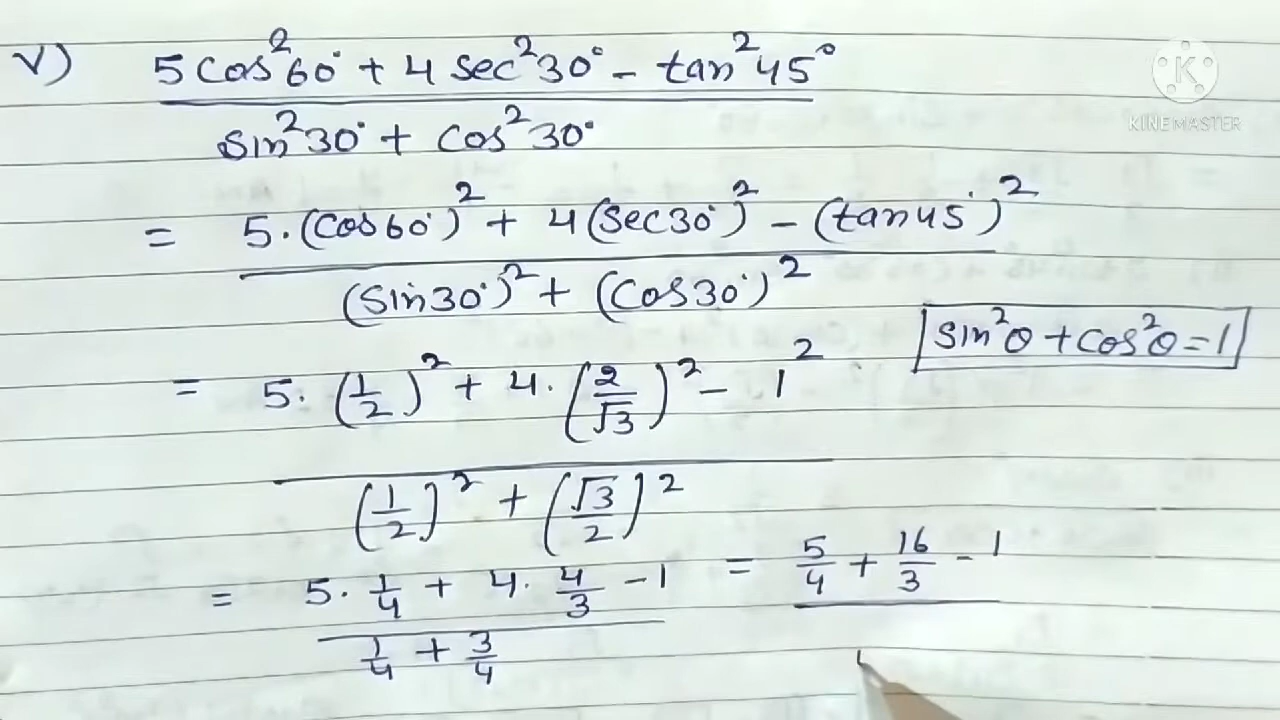 v) 5 cos²60° + 4 sec²30° - tan²45°
sin²30° + cos²30°
K
KINEMASTER
= 5.(cos60°)² + 4(sec30°)² - (tan45°)²
(sin30°)² + (cos30°)²
sin²θ + cos²θ = 1
= 5.(1/2)² + 4.(2/√3)² - 1²
(1/2)² + (√3/2)²
= 5. 1/4 + 4. 4/3 - 1 = 5/4 + 16/3 - 1
1/4 + 3/4